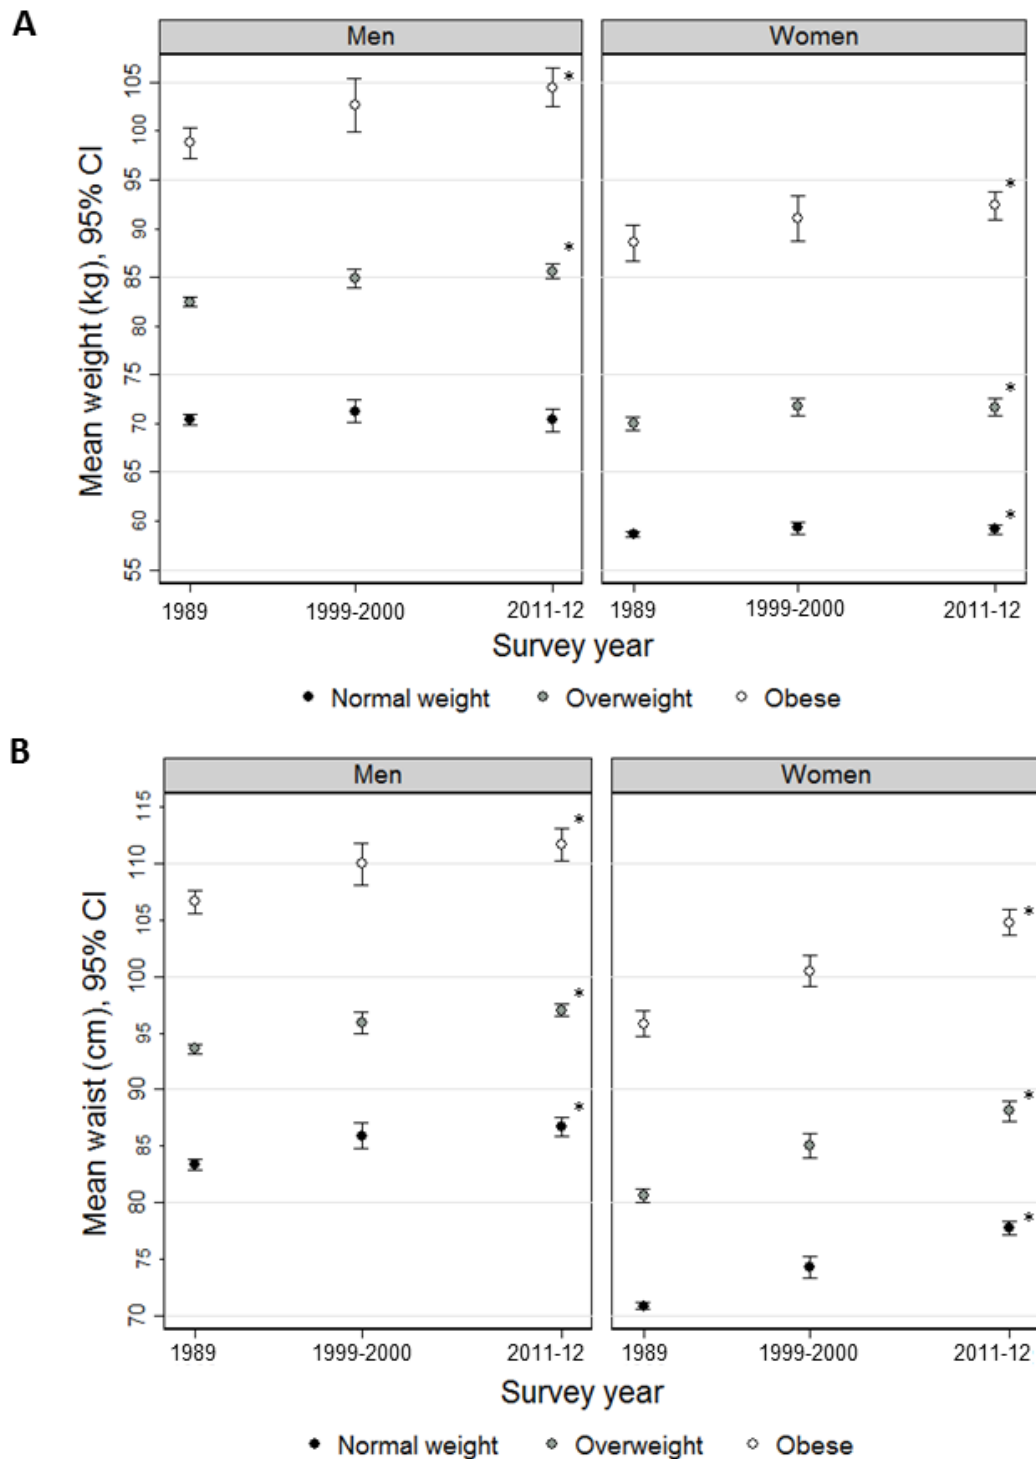 A
Men Women
Mean weight (kg), 95% CI
105
100
95
90
85
80
75
70
65
60
55
1989 1999-2000 2011-12 1989 1999-2000 2011-12
Survey year
Normal weight Overweight Obese
B
Men Women
Mean waist (cm), 95% CI
115
110
105
100
95
90
85
80
75
70
1989 1999-2000 2011-12 1989 1999-2000 2011-12
Survey year
Normal weight Overweight Obese